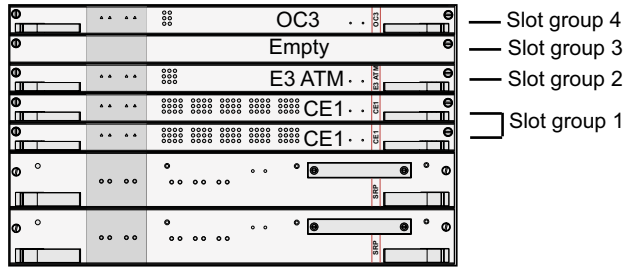 OC3 OC3 Slot group 4
Empty Slot group 3
E3 ATM E3 ATM Slot group 2
CE1 CE1 Slot group 1
CE1 CE1
SRP
SRP